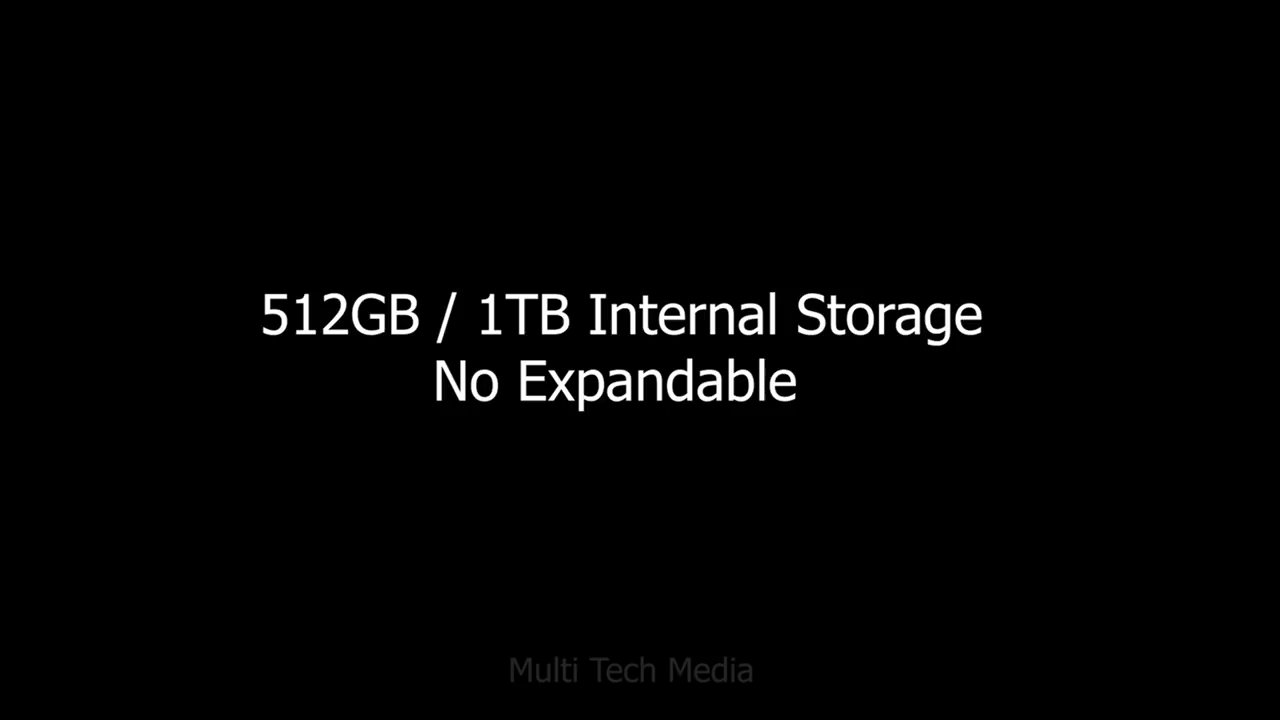 512GB / 1TB Internal Storage
No Expandable
Multi Tech Media